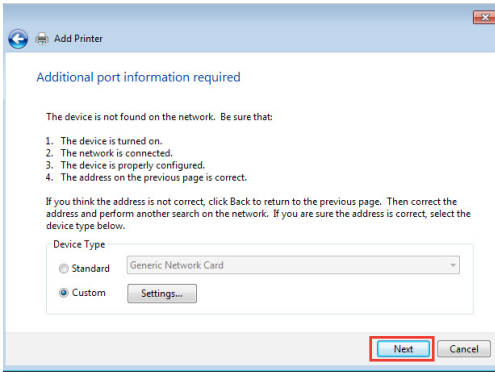 Add Printer
Additional port information required
The device is not found on the network. Be sure that:
1. The device is turned on.
2. The network is connected.
3. The device is properly configured.
4. The address on the previous page is correct.
If you think the address is not correct, click Back to return to the previous page. Then correct the
address and perform another search on the network. If you are sure the address is correct, select the
device type below.
Device Type
Standard
Generic Network Card
Custom
Settings...
Next
Cancel